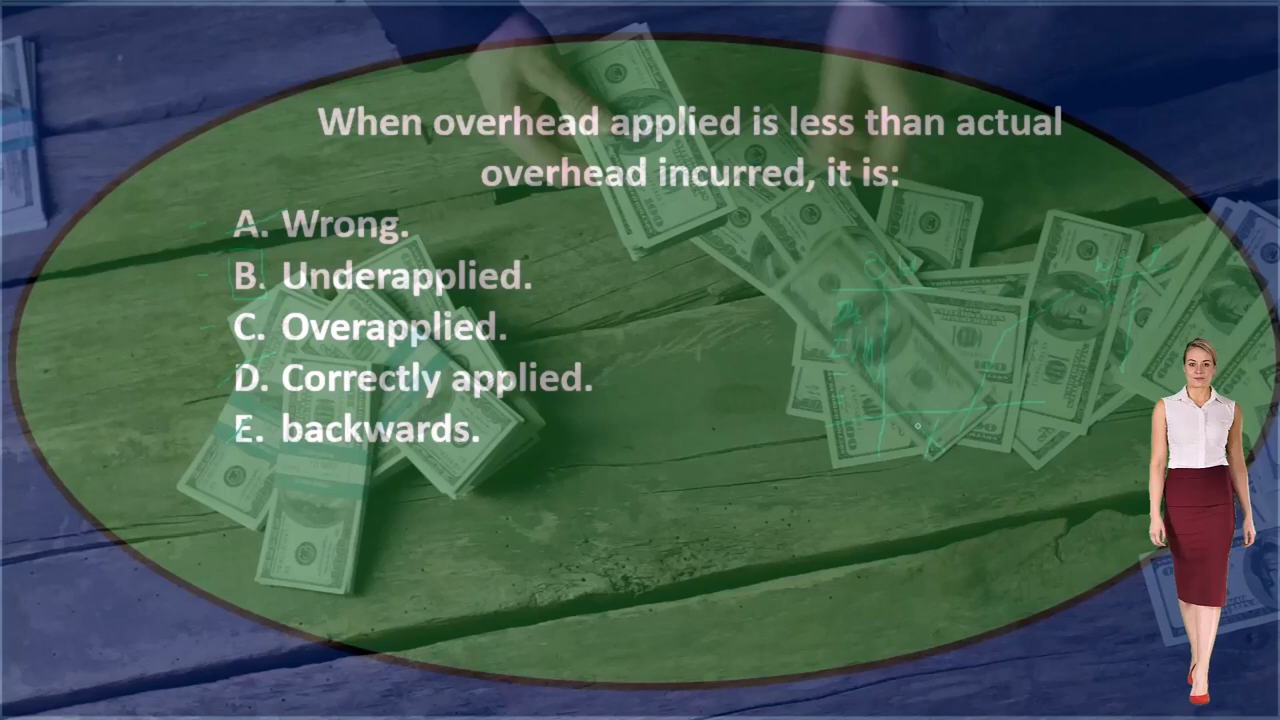 When overhead applied is less than actual
overhead incurred, it is:
A. Wrong.
B. Underapplied.
C. Overapplied.
D. Correctly applied.
E. backwards.